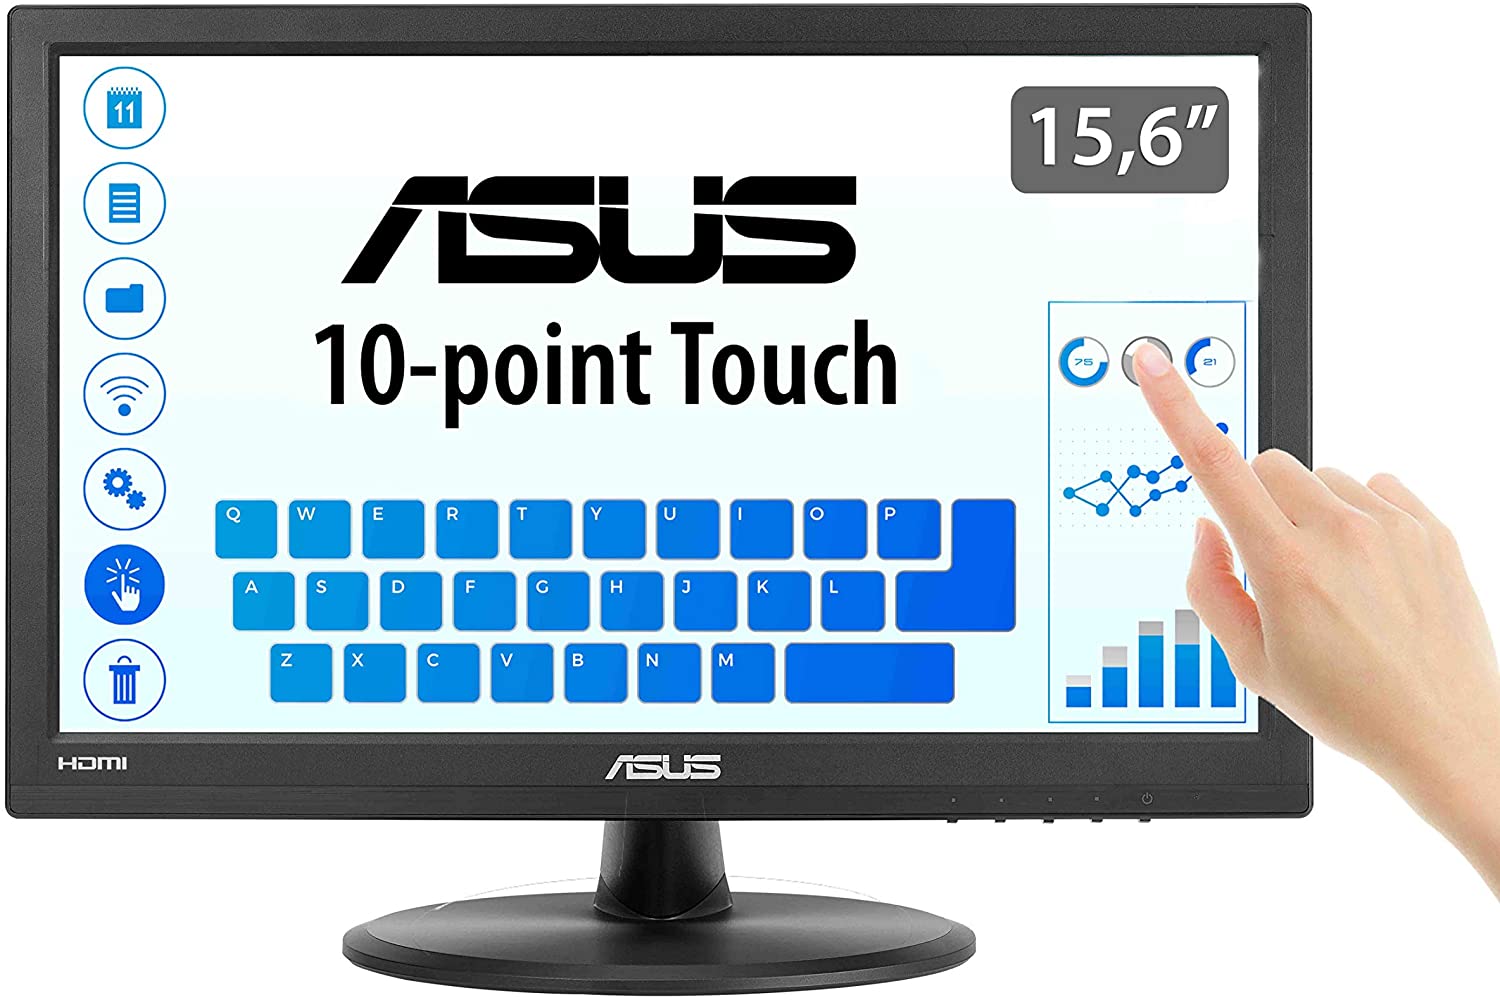 11
15,6”
ASUS
10-point Touch
75
21
Q W E R T Y U I O P
A S D F G H J K L
Z X C V B N M
HDMI
ASUS